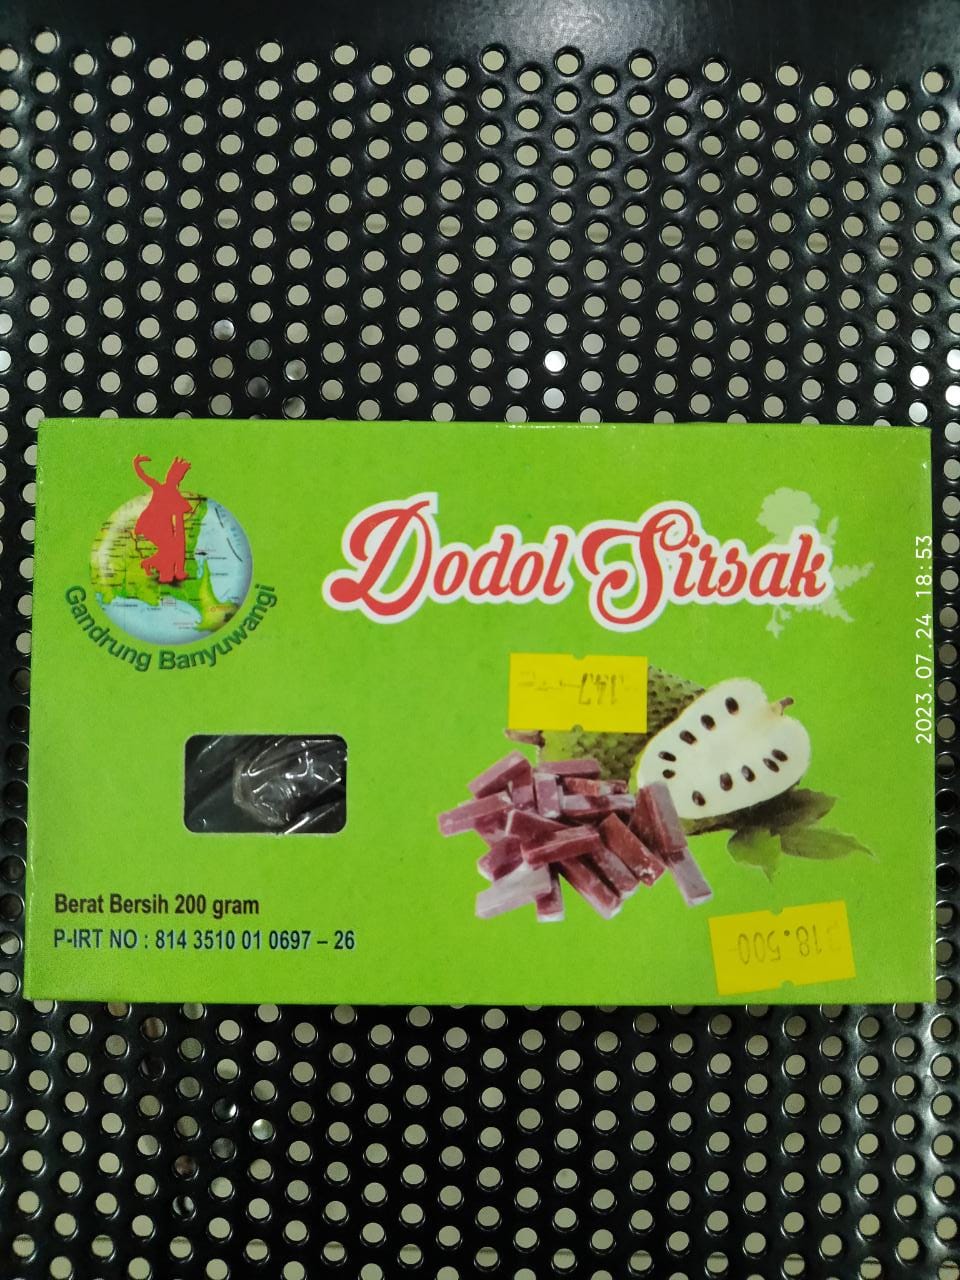 Dodol Sirsak
Gandrung Banyuwangi
2023.07.24 18:53
Berat Bersih 200 gram
P-IRT NO : 814 3510 01 0697 – 26
18.500